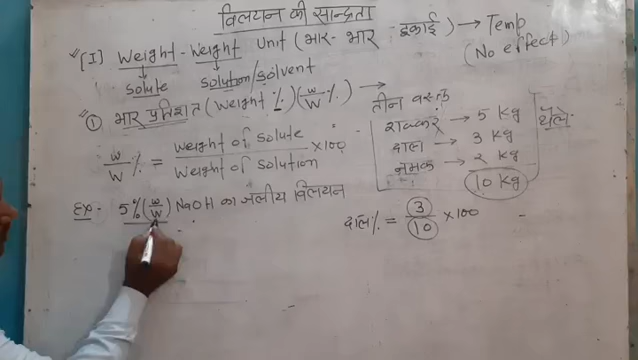 विलयन की सान्द्रता
[I] Weight-Weight Unit (भार-भार इकाई) → Temp
(No effect)
solute solution/solvent
① भार प्रतिशत (Weight %) (w/W %) →
तीन वस्तु
w/W % = Weight of solute / Weight of solution × 100
शक्कर → 5 Kg
दाल → 3 Kg
नमक → 2 Kg
10 Kg
थैले
Ex- 5% (w/W) NaOH का जलीय विलयन
दाल% = 3/10 × 100